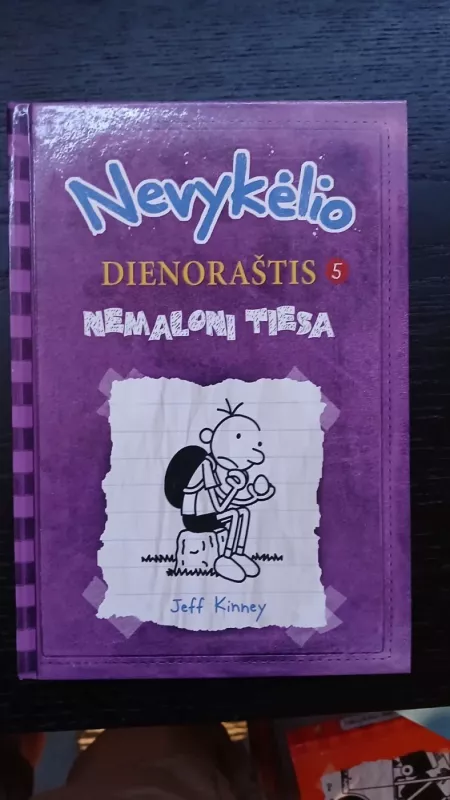 Nevykėlio
DIENORAŠTIS 5
NEMALONI TIESA
Jeff Kinney